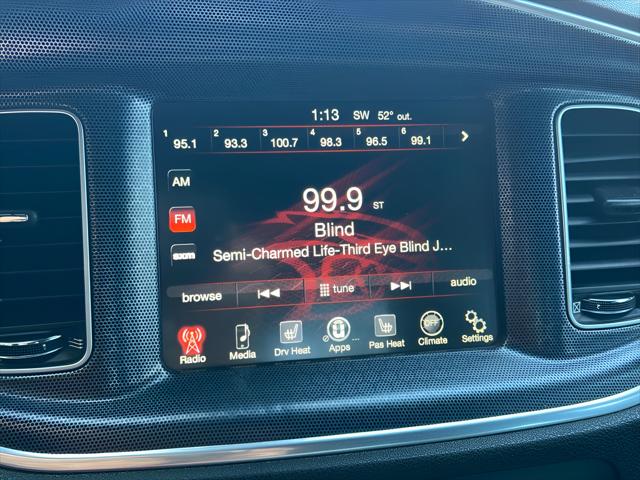 1:13 SW 52° out.
1 95.1 2 93.3 3 100.7 4 98.3 5 96.5 6 99.1
AM
99.9 ST
FM
Blind
sxm
Semi-Charmed Life-Third Eye Blind J...
browse tune audio
Radio Media Drv Heat Apps ... Pas Heat OFF Climate Settings